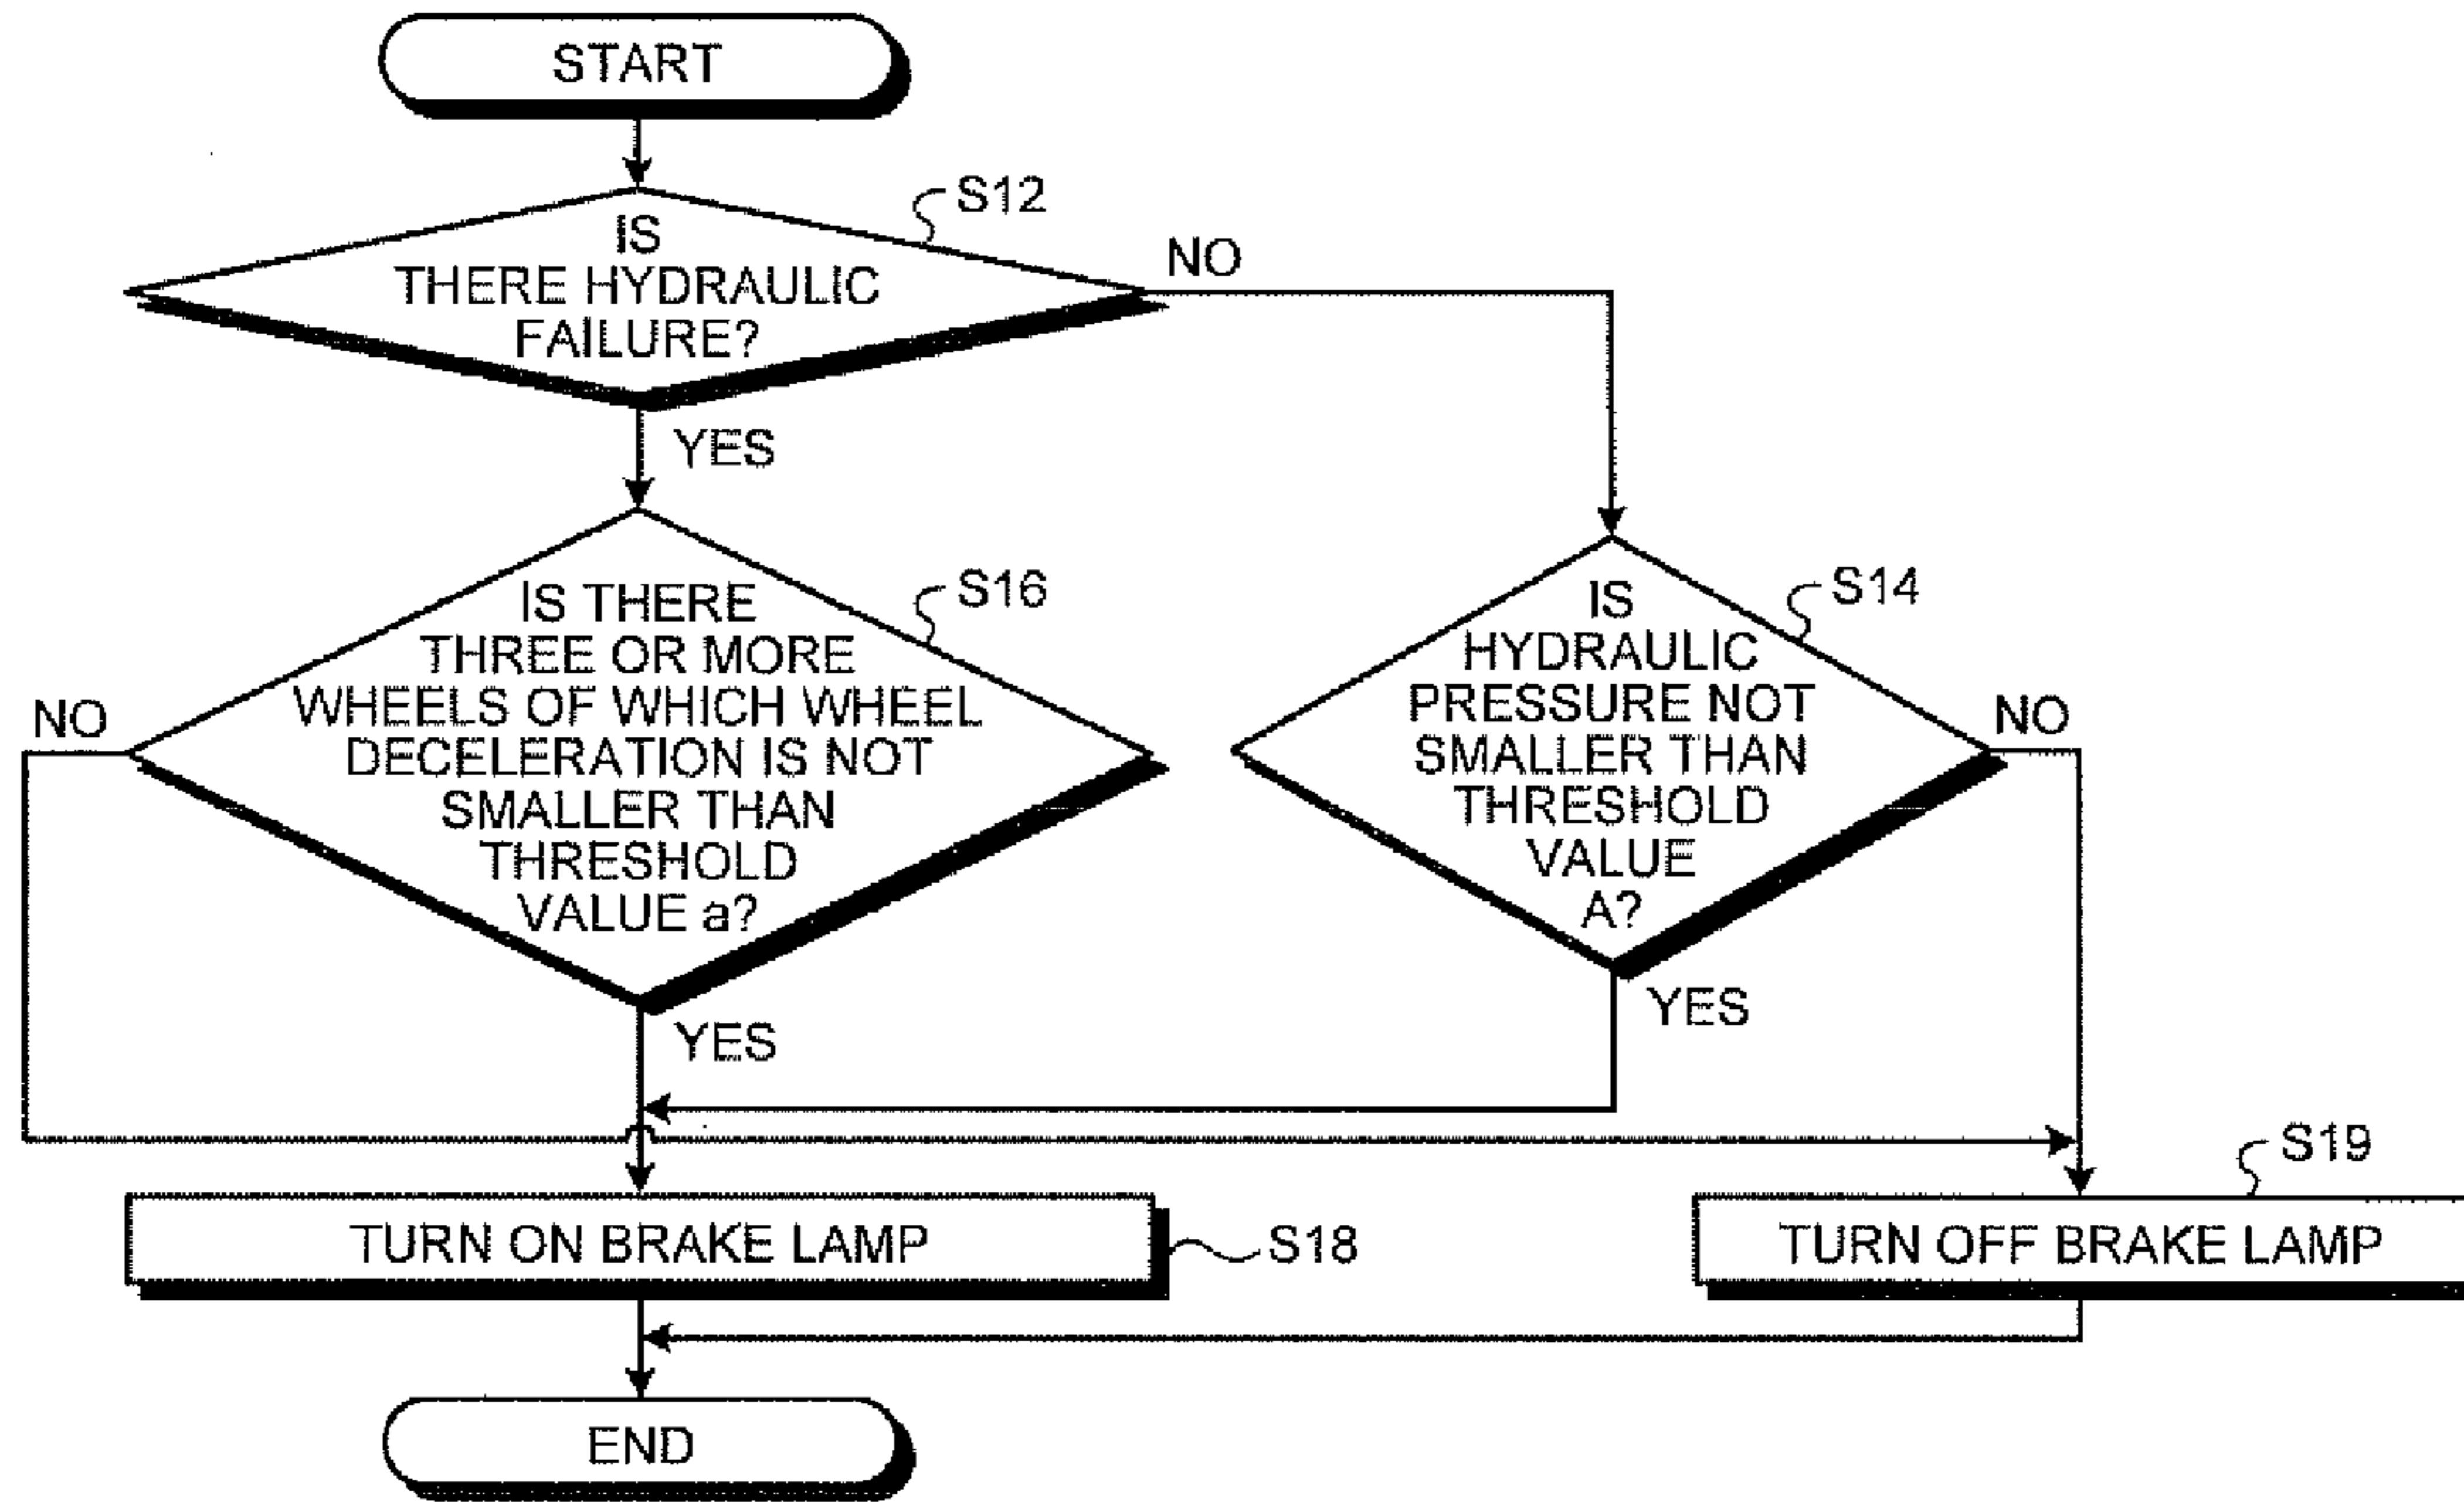 START
S12
IS
THERE HYDRAULIC
FAILURE?
NO
YES
S16
IS THERE
THREE OR MORE
WHEELS OF WHICH WHEEL
DECELERATION IS NOT
SMALLER THAN
THRESHOLD
VALUE a?
NO
YES
S14
IS
HYDRAULIC
PRESSURE NOT
SMALLER THAN
THRESHOLD
VALUE
A?
NO
YES
TURN ON BRAKE LAMP
S18
S19
TURN OFF BRAKE LAMP
END